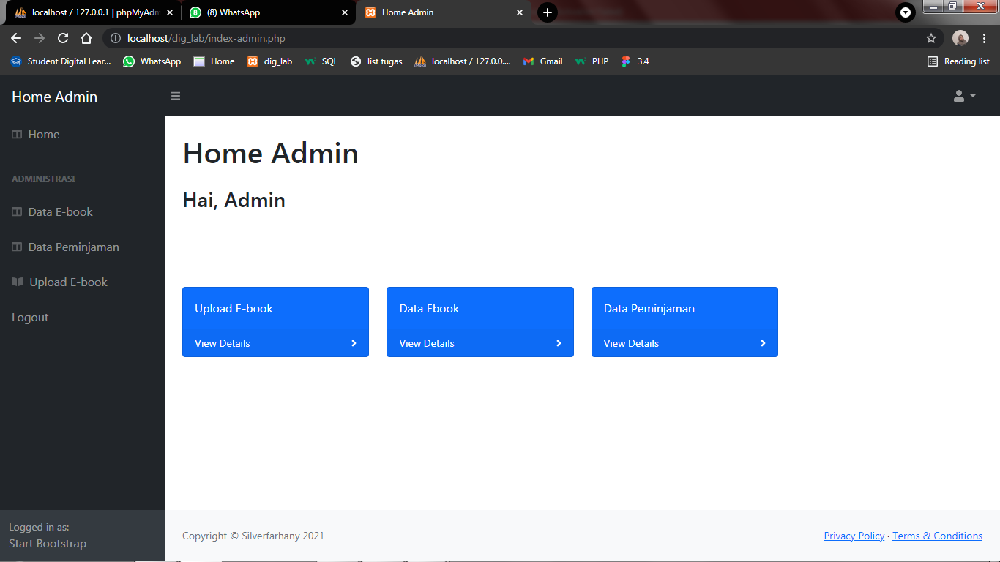 localhost / 127.0.0.1 | phpMyAdm
8 (8) WhatsApp
Home Admin
localhost/dig_lab/index-admin.php
Student Digital Lear... WhatsApp Home dig_lab SQL list tugas localhost / 127.0.0.... Gmail PHP 3.4 Reading list
Home Admin
Home
ADMINISTRASI
Data E-book
Data Peminjaman
Upload E-book
Logout
Logged in as:
Start Bootstrap
Home Admin
Hai, Admin
Upload E-book
View Details
Data Ebook
View Details
Data Peminjaman
View Details
Copyright © Silverfarhany 2021
Privacy Policy · Terms & Conditions